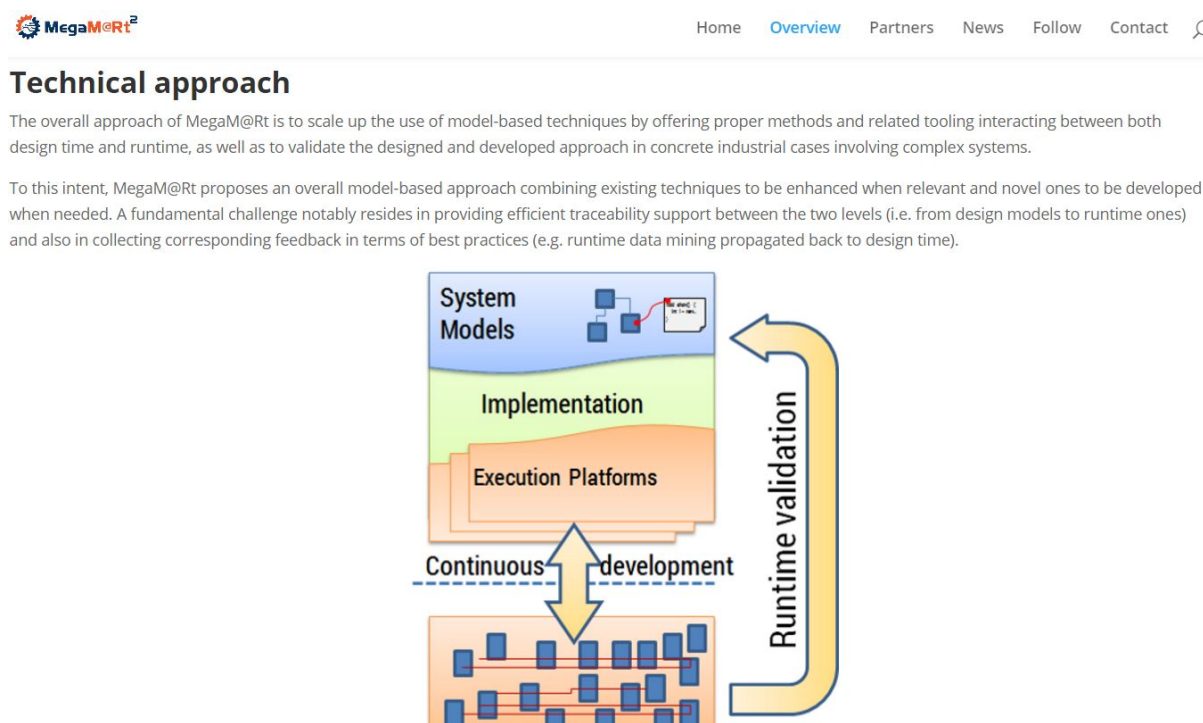 MegaM@Rt2
Home Overview Partners News Follow Contact
Technical approach
The overall approach of MegaM@Rt is to scale up the use of model-based techniques by offering proper methods and related tooling interacting between both
design time and runtime, as well as to validate the designed and developed approach in concrete industrial cases involving complex systems.
To this intent, MegaM@Rt proposes an overall model-based approach combining existing techniques to be enhanced when relevant and novel ones to be developed
when needed. A fundamental challenge notably resides in providing efficient traceability support between the two levels (i.e. from design models to runtime ones)
and also in collecting corresponding feedback in terms of best practices (e.g. runtime data mining propagated back to design time).
System
Models
Implementation
Execution Platforms
Continuous development
Runtime validation